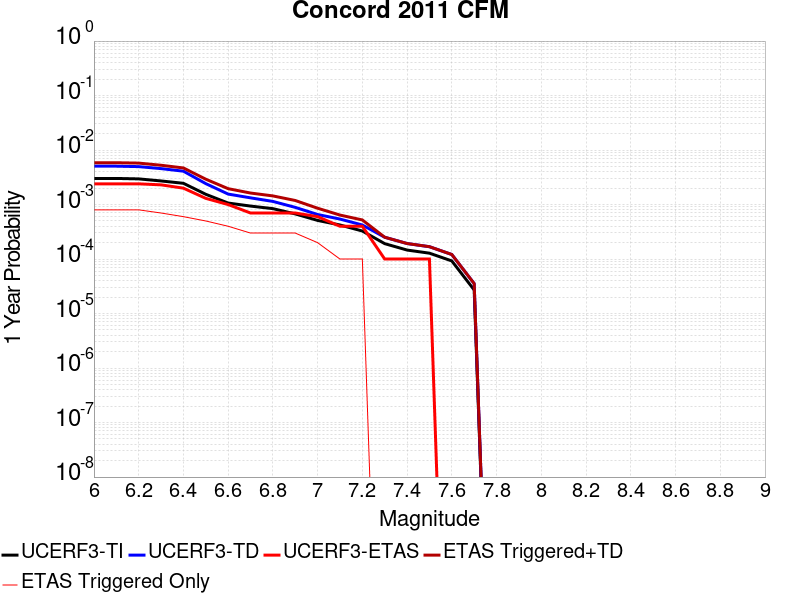 Concord 2011 CFM
1 Year Probability
10^0
10^-1
10^-2
10^-3
10^-4
10^-5
10^-6
10^-7
10^-8
6 6.2 6.4 6.6 6.8 7 7.2 7.4 7.6 7.8 8 8.2 8.4 8.6 8.8 9
Magnitude
UCERF3-TI UCERF3-TD UCERF3-ETAS ETAS Triggered+TD
ETAS Triggered Only